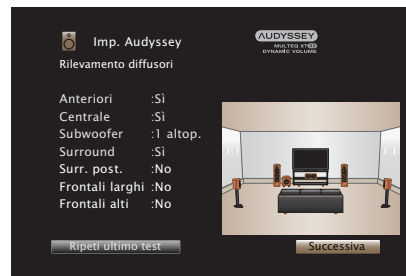 Imp. Audyssey
AUDYSSEY
MULTEQ XT32
DYNAMIC VOLUME
Rilevamento diffusori
Anteriori :Sì
Centrale :Sì
Subwoofer :1 altop.
Surround :Sì
Surr. post. :No
Frontali larghi :No
Frontali alti :No
Ripeti ultimo test
Successiva